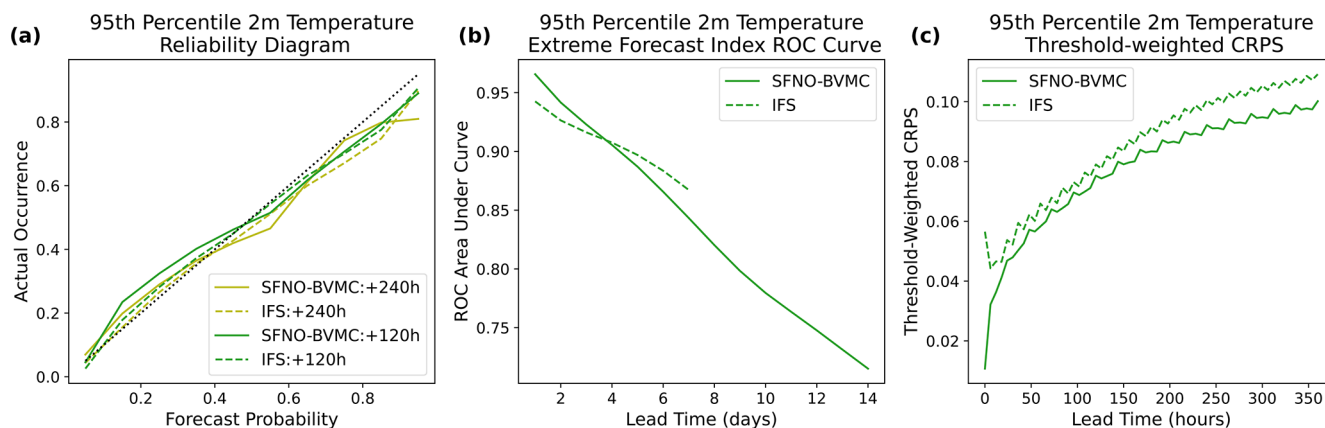 (a)
95th Percentile 2m Temperature
Reliability Diagram
Actual Occurrence
0.8
0.6
0.4
0.2
0.0
SFNO-BVMC:+240h
IFS:+240h
SFNO-BVMC:+120h
IFS:+120h
0.2 0.4 0.6 0.8
Forecast Probability
(b)
95th Percentile 2m Temperature
Extreme Forecast Index ROC Curve
ROC Area Under Curve
0.95
0.90
0.85
0.80
0.75
SFNO-BVMC
IFS
2 4 6 8 10 12 14
Lead Time (days)
(c)
95th Percentile 2m Temperature
Threshold-weighted CRPS
Threshold-Weighted CRPS
0.10
0.08
0.06
0.04
0.02
SFNO-BVMC
IFS
0 50 100 150 200 250 300 350
Lead Time (hours)